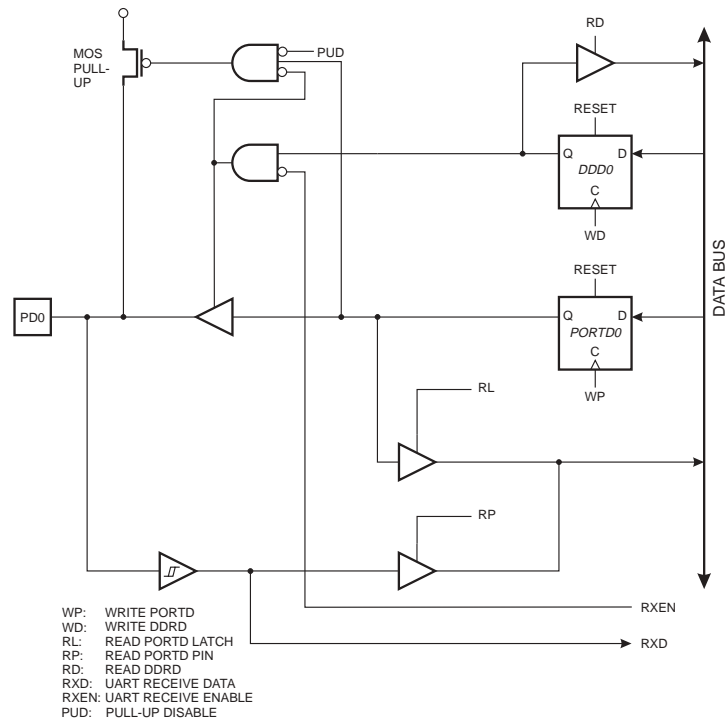 RD
MOS
PULL-
UP
PUD
RESET
Q
D
DDD0
C
WD
DATA BUS
RESET
PD0
Q
D
PORTD0
C
WP
RL
RP
RXEN
RXD
WP: WRITE PORTD
WD: WRITE DDRD
RL: READ PORTD LATCH
RP: READ PORTD PIN
RD: READ DDRD
RXD: UART RECEIVE DATA
RXEN: UART RECEIVE ENABLE
PUD: PULL-UP DISABLE